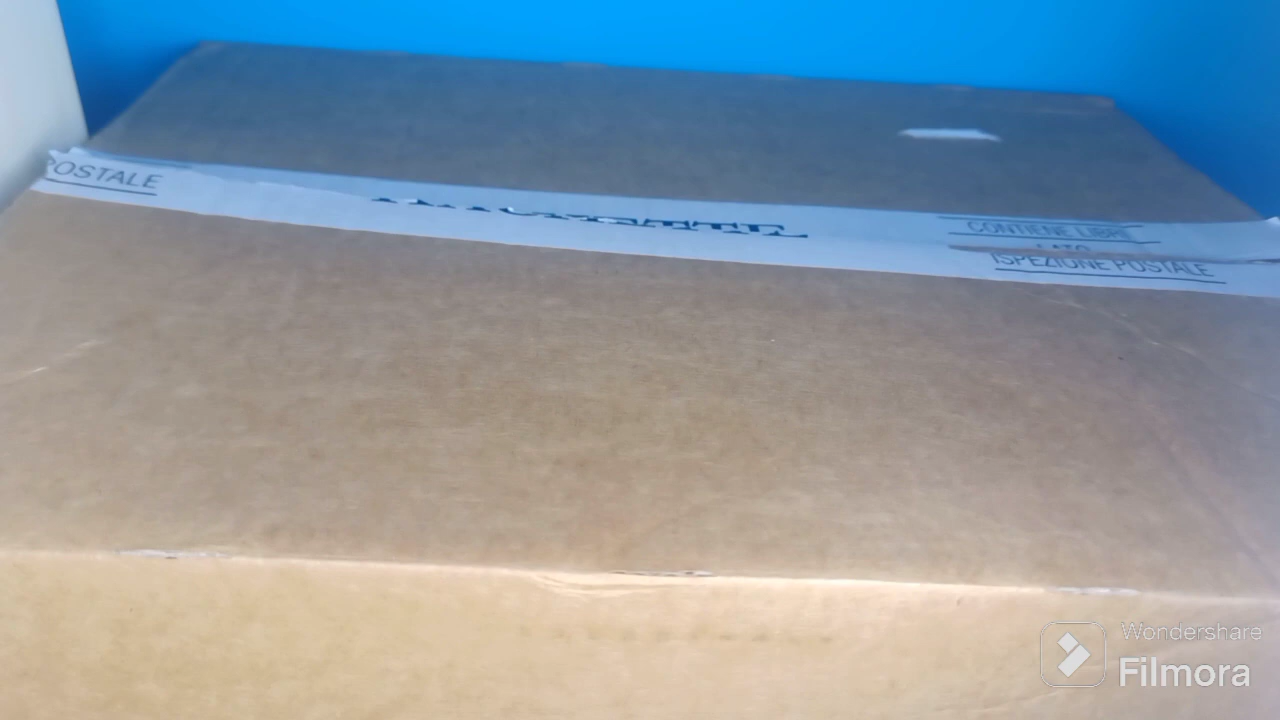 POSTALE
CONTIENE LIBRI
ISPEZIONE POSTALE
Wondershare
Filmora